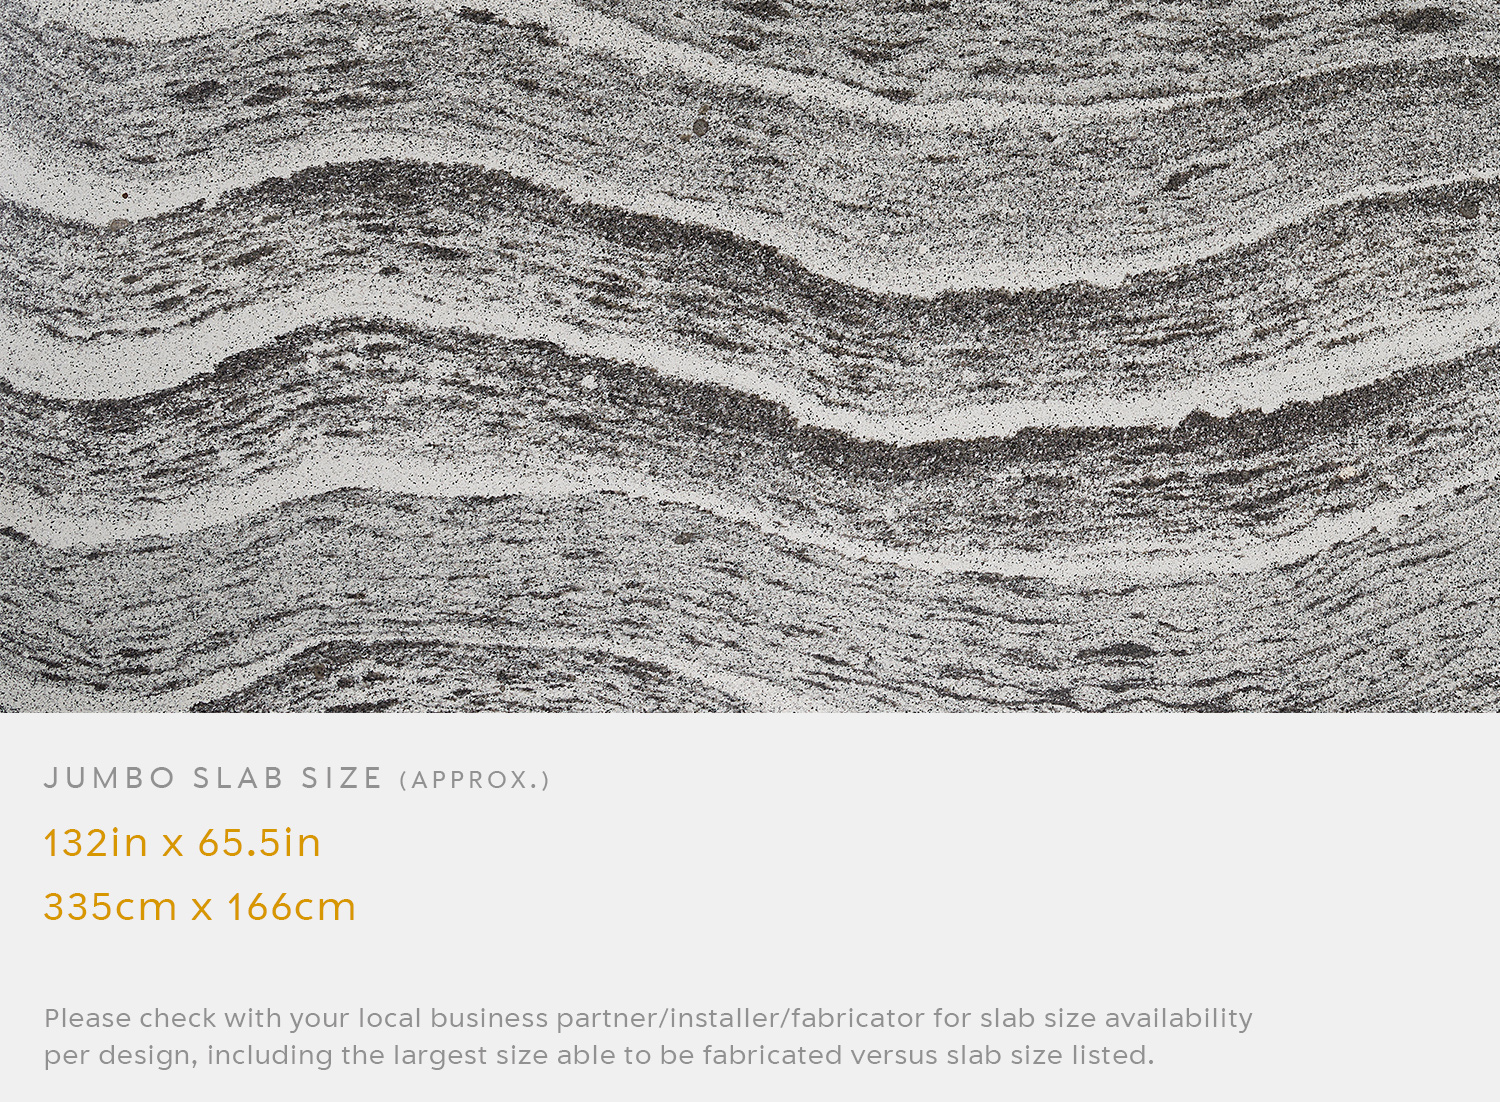 JUMBO SLAB SIZE (APPROX.)
132in x 65.5in
335cm x 166cm
Please check with your local business partner/installer/fabricator for slab size availability
per design, including the largest size able to be fabricated versus slab size listed.